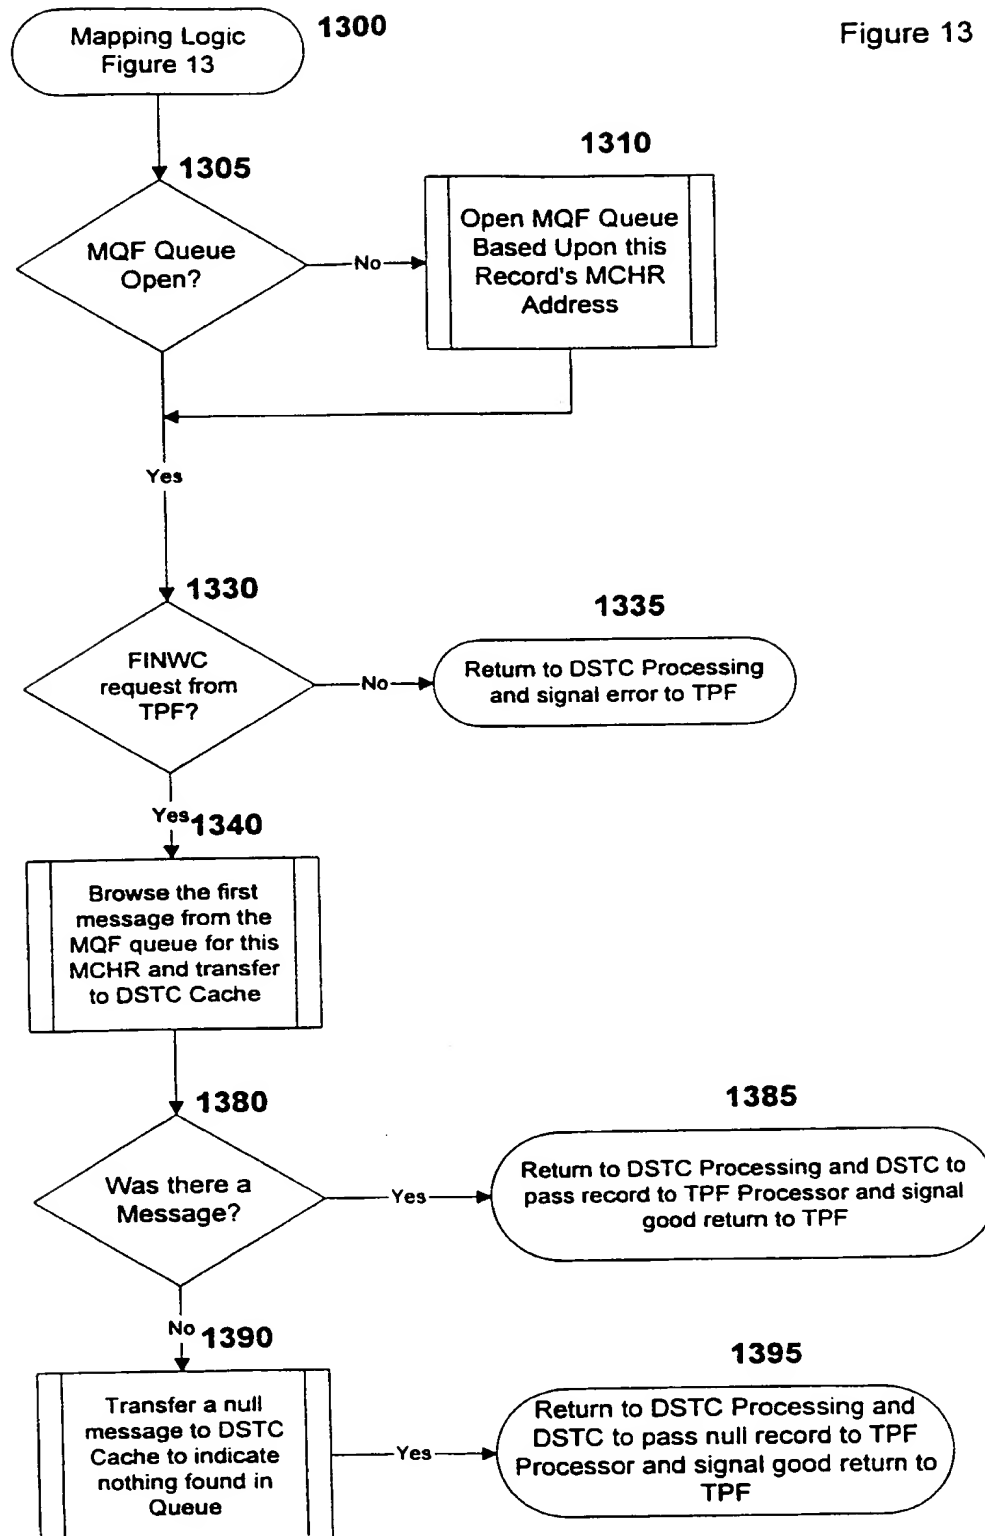 Mapping Logic
Figure 13
1300
Figure 13
1305
MQF Queue
Open?
No
1310
Open MQF Queue
Based Upon this
Record's MCHR
Address
Yes
1330
FINWC
request from
TPF?
No
1335
Return to DSTC Processing
and signal error to TPF
Yes
1340
Browse the first
message from the
MQF queue for this
MCHR and transfer
to DSTC Cache
1380
Was there a
Message?
Yes
1385
Return to DSTC Processing and DSTC to
pass record to TPF Processor and signal
good return to TPF
No
1390
Transfer a null
message to DSTC
Cache to indicate
nothing found in
Queue
Yes
1395
Return to DSTC Processing and
DSTC to pass null record to TPF
Processor and signal good return to
TPF